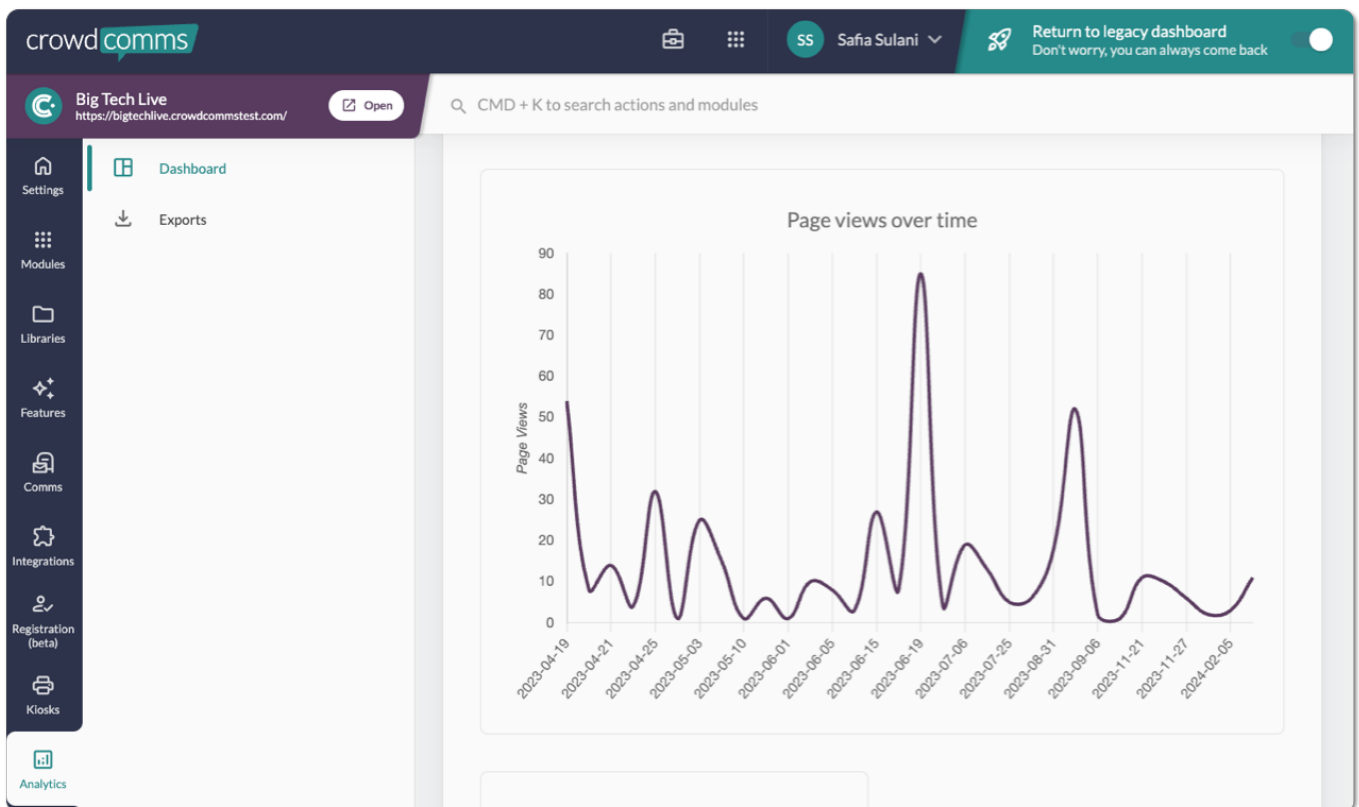 crowdcomms
SS
Safia Sulani
Return to legacy dashboard
Don't worry, you can always come back
Big Tech Live
https://bigtechlive.crowdcommstest.com/
Open
CMD + K to search actions and modules
Settings
Modules
Libraries
Features
Comms
Integrations
Registration
(beta)
Kiosks
Analytics
Dashboard
Exports
Page views over time
Page Views
90
80
70
60
50
40
30
20
10
0
2023-04-19
2023-04-21
2023-04-25
2023-05-03
2023-05-10
2023-06-01
2023-06-05
2023-06-15
2023-06-19
2023-07-06
2023-07-25
2023-08-31
2023-09-06
2023-11-21
2023-11-27
2024-02-05